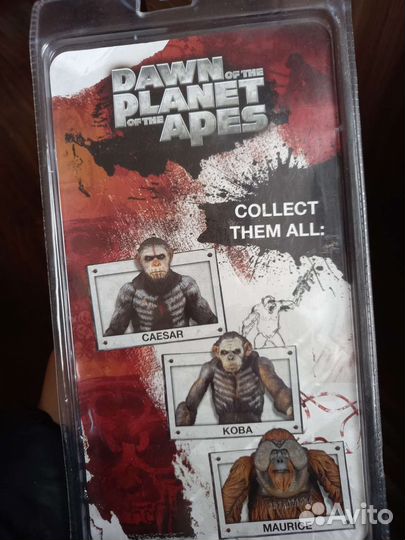 DAWN OF THE
PLANET
OF THE APES
COLLECT
THEM ALL:
CAESAR
KOBA
MAURICE
Avito